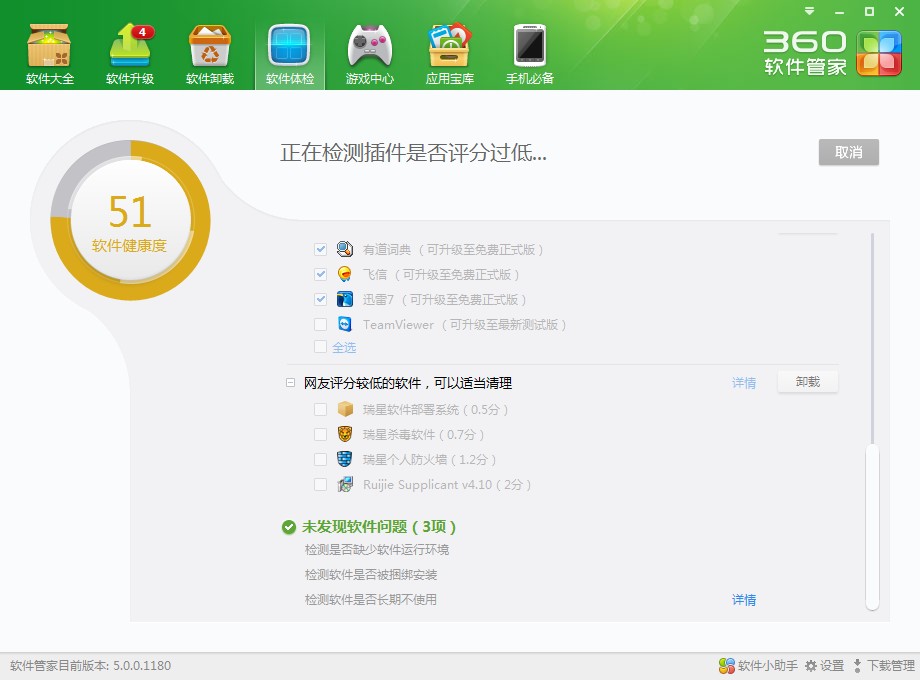 软件大全
4
软件升级
软件卸载
软件体检
游戏中心
应用宝库
手机必备
360
软件管家
正在检测插件是否评分过低...
取消
51
软件健康度
有道词典（可升级至免费正式版）
飞信（可升级至免费正式版）
迅雷7（可升级至免费正式版）
TeamViewer（可升级至最新测试版）
全选
网友评分较低的软件，可以适当清理
详情
卸载
瑞星软件部署系统（0.5分）
瑞星杀毒软件（0.7分）
瑞星个人防火墙（1.2分）
Ruijie Supplicant v4.10（2分）
未发现软件问题（3项）
检测是否缺少软件运行环境
检测软件是否被捆绑安装
检测软件是否长期不使用
详情
软件管家目前版本: 5.0.0.1180
软件小助手
设置
下载管理